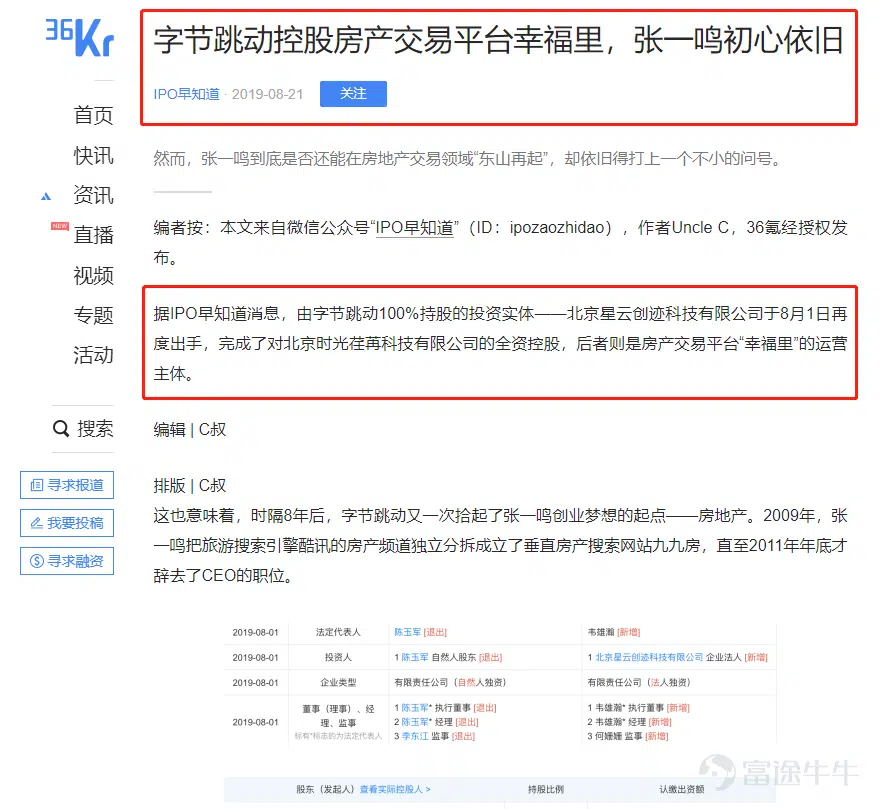 36Kr
字节跳动控股房产交易平台幸福里，张一鸣初心依旧
IPO早知道 · 2019-08-21 关注
首页
快讯
资讯
NEW
直播
视频
专题
活动
搜索
寻求报道
我要投稿
寻求融资
然而，张一鸣到底是否还能在房地产交易领域“东山再起”，却依旧得打上一个不小的问号。
编者按：本文来自微信公众号“IPO早知道”（ID：ipozaozhidao），作者Uncle C，36氪经授权发
布。
据IPO早知道消息，由字节跳动100%持股的投资实体——北京星云创迹科技有限公司于8月1日再
度出手，完成了对北京时光荏苒科技有限公司的全资控股，后者则是房产交易平台“幸福里”的运营
主体。
编辑 | C叔
排版 | C叔
这也意味着，时隔8年后，字节跳动又一次拾起了张一鸣创业梦想的起点——房地产。2009年，张
一鸣把旅游搜索引擎酷讯的房产频道独立分拆成立了垂直房产搜索网站九九房，直至2011年年底才
辞去了CEO的职位。
2019-08-01 法定代表人 陈玉军 [退出] 韦雄瀚 [新增]
2019-08-01 投资人 1 陈玉军 自然人股东 [退出] 1 北京星云创迹科技有限公司 企业法人 [新增]
2019-08-01 企业类型 有限责任公司（自然人独资） 有限责任公司（法人独资）
2019-08-01 董事（理事）、经理、监事 标有*标志的为法定代表人
1 陈玉军* 执行董事 [退出] 1 韦雄瀚* 执行董事 [新增]
2 陈玉军* 经理 [退出] 2 韦雄瀚* 经理 [新增]
3 李东江 监事 [退出] 3 何姗姗 监事 [新增]
股东（发起人）查看实际控股人 > 持股比例 认缴出资额
富途牛牛